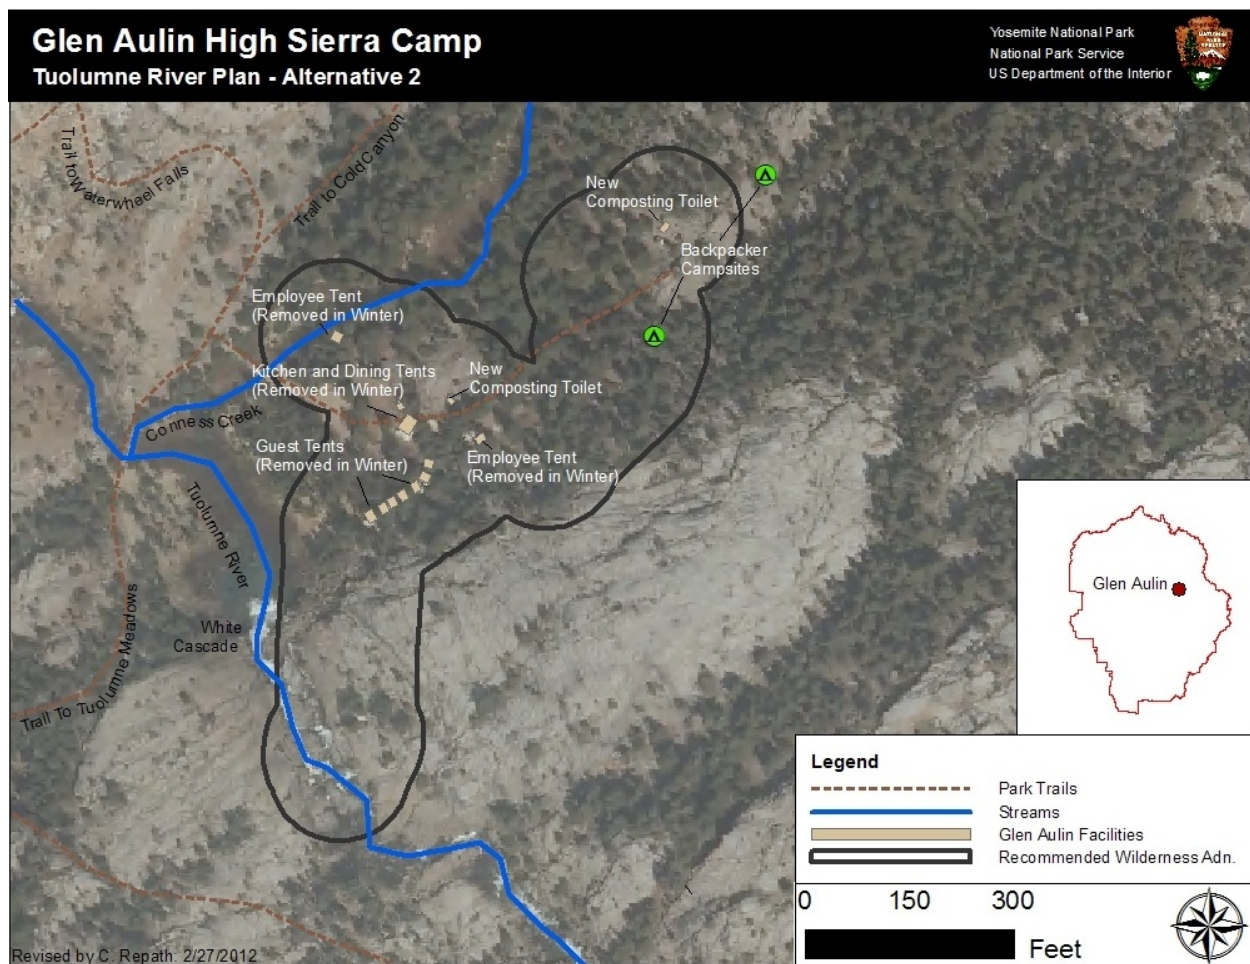 Glen Aulin High Sierra Camp
Tuolumne River Plan - Alternative 2
Yosemite National Park
National Park Service
US Department of the Interior
Trail to Waterwheel Falls
Trail to Cold Canyon
New
Composting Toilet
Backpacker
Campsites
Employee Tent
(Removed in Winter)
Kitchen and Dining Tents
(Removed in Winter)
New
Composting Toilet
Conness Creek
Guest Tents
(Removed in Winter)
Employee Tent
(Removed in Winter)
Tuolumne River
White
Cascade
Trail To Tuolumne Meadows
Glen Aulin
Legend
Park Trails
Streams
Glen Aulin Facilities
Recommended Wilderness Adn.
0 150 300
Feet
Revised by C. Repath: 2/27/2012